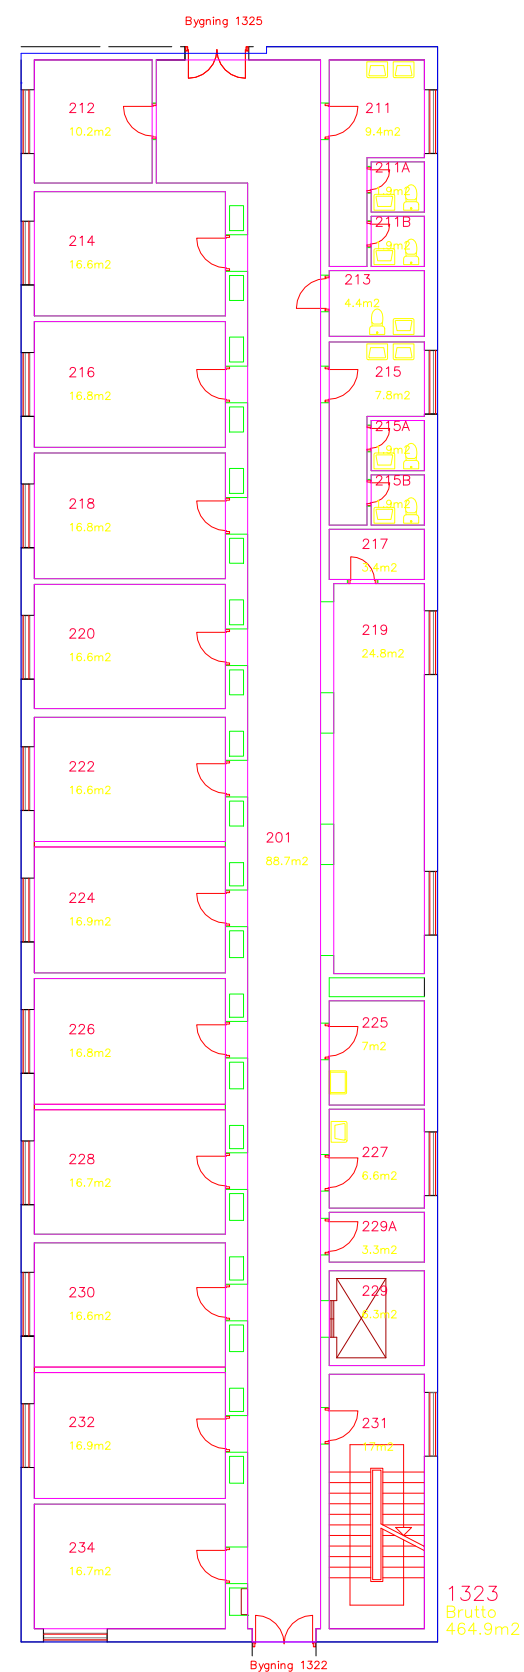 Bygning 1325
212
10.2m2
211
9.4m2
211A
211B
214
16.6m2
213
4.4m2
216
16.8m2
215
7.8m2
215A
215B
218
16.8m2
217
3.4m2
220
16.6m2
219
24.8m2
222
16.6m2
201
88.7m2
224
16.9m2
226
16.8m2
225
7m2
228
16.7m2
227
6.6m2
229A
3.3m2
230
16.6m2
229
232
16.9m2
231
17m2
234
16.7m2
1323
Brutto
464.9m2
Bygning 1322